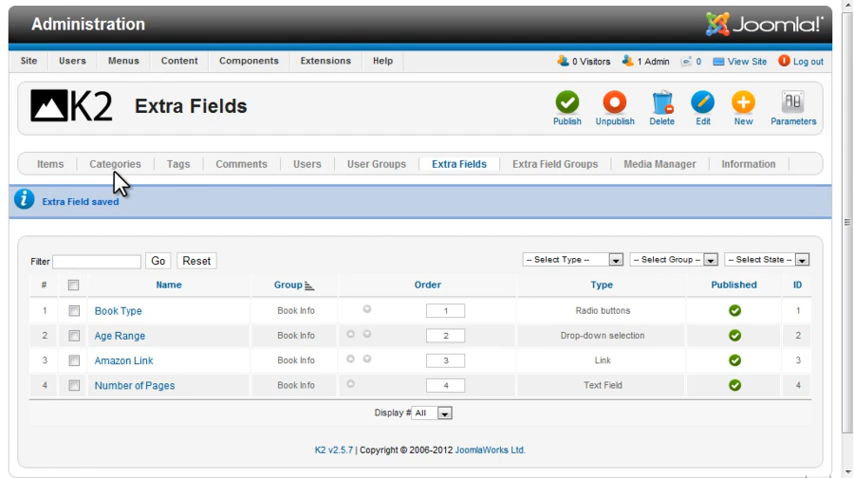 Administration
Joomla!
Site Users Menus Content Components Extensions Help 0 Visitors 1 Admin 0 View Site Log out
K2 Extra Fields
Publish Unpublish Delete Edit New Parameters
Items Categories Tags Comments Users User Groups Extra Fields Extra Field Groups Media Manager Information
Extra Field saved
Filter Go Reset -- Select Type -- -- Select Group -- -- Select State --
# Name Group Order Type Published ID
1 Book Type Book Info 1 Radio buttons 1
2 Age Range Book Info 2 Drop-down selection 2
3 Amazon Link Book Info 3 Link 3
4 Number of Pages Book Info 4 Text Field 4
Display # All
K2 v2.5.7 | Copyright © 2006-2012 JoomlaWorks Ltd.